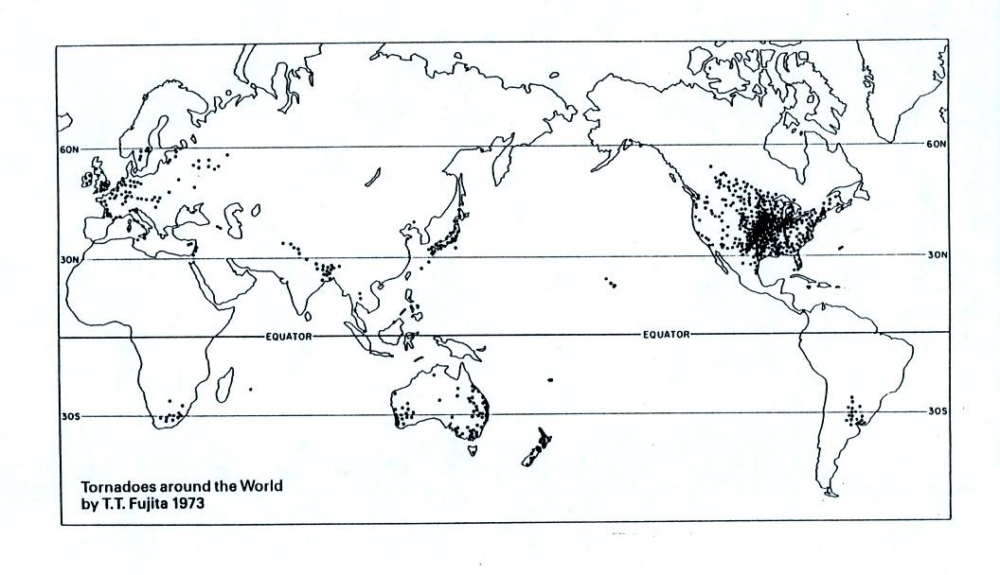 60N 60N
30N 30N
EQUATOR EQUATOR
30S 30S
Tornadoes around the World
by T.T. Fujita 1973